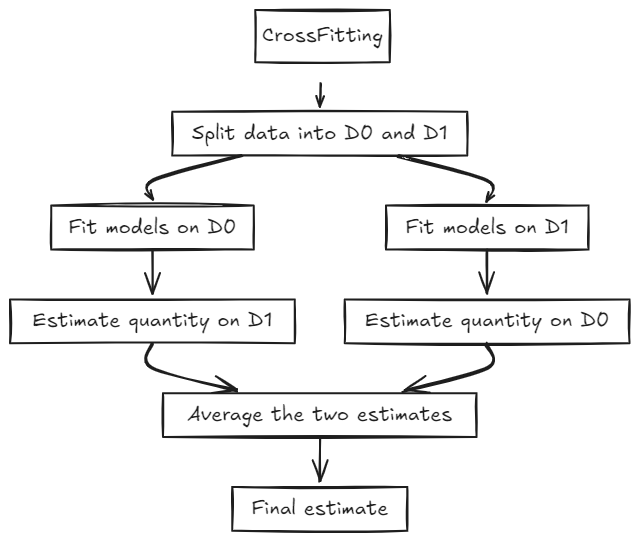 CrossFitting
Split data into D0 and D1
Fit models on D0
Fit models on D1
Estimate quantity on D1
Estimate quantity on D0
Average the two estimates
Final estimate